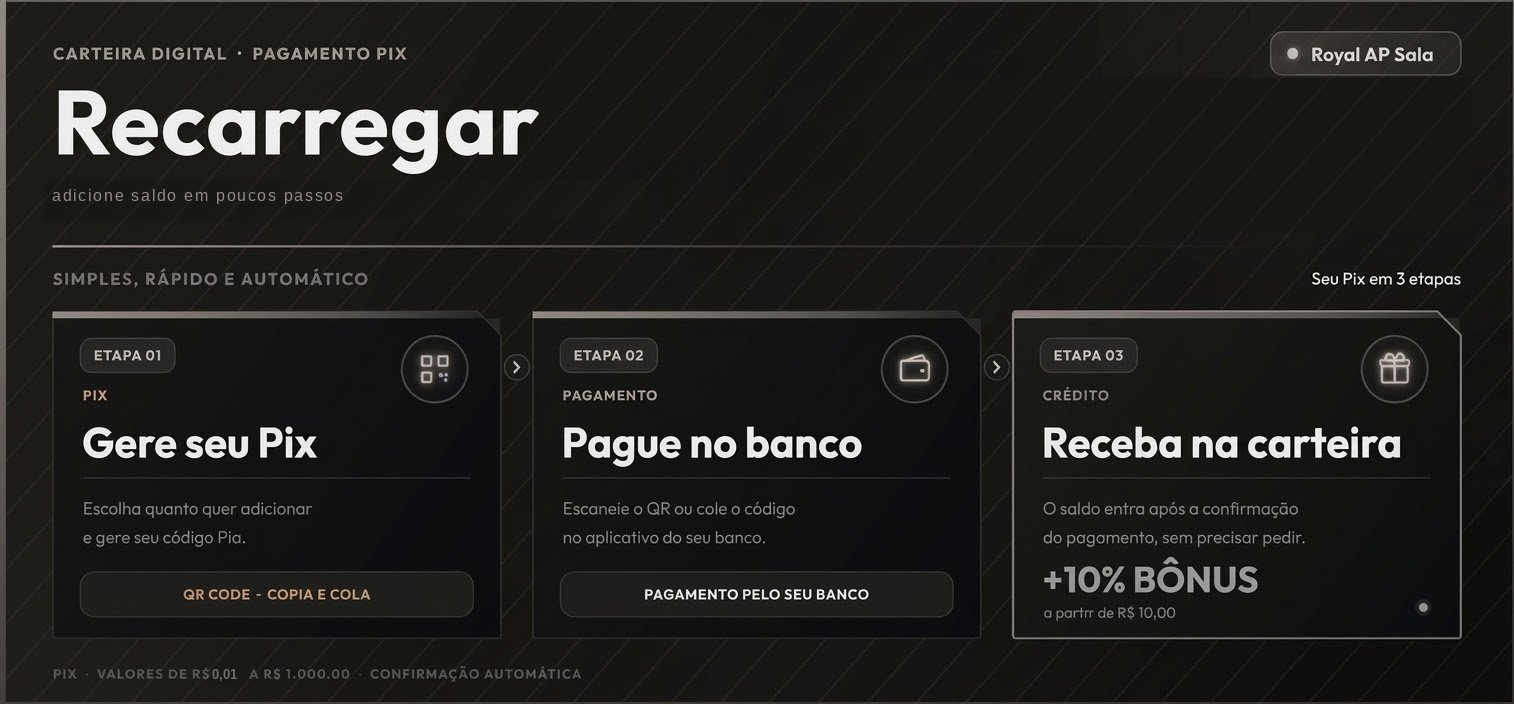 CARTEIRA DIGITAL · PAGAMENTO PIX
Royal AP Sala
Recarregar
adicione saldo em poucos passos
SIMPLES, RÁPIDO E AUTOMÁTICO
Seu Pix em 3 etapas
ETAPA 01
PIX
Gere seu Pix
Escolha quanto quer adicionar
e gere seu código Pia.
QR CODE - COPIA E COLA
ETAPA 02
PAGAMENTO
Pague no banco
Escaneie o QR ou cole o código
no aplicativo do seu banco.
PAGAMENTO PELO SEU BANCO
ETAPA 03
CRÉDITO
Receba na carteira
O saldo entra após a confirmação
do pagamento, sem precisar pedir.
+10% BÔNUS
a partrr de R$ 10,00
PIX · VALORES DE R$0,01 A R$ 1.000.00 · CONFIRMAÇÃO AUTOMÁTICA